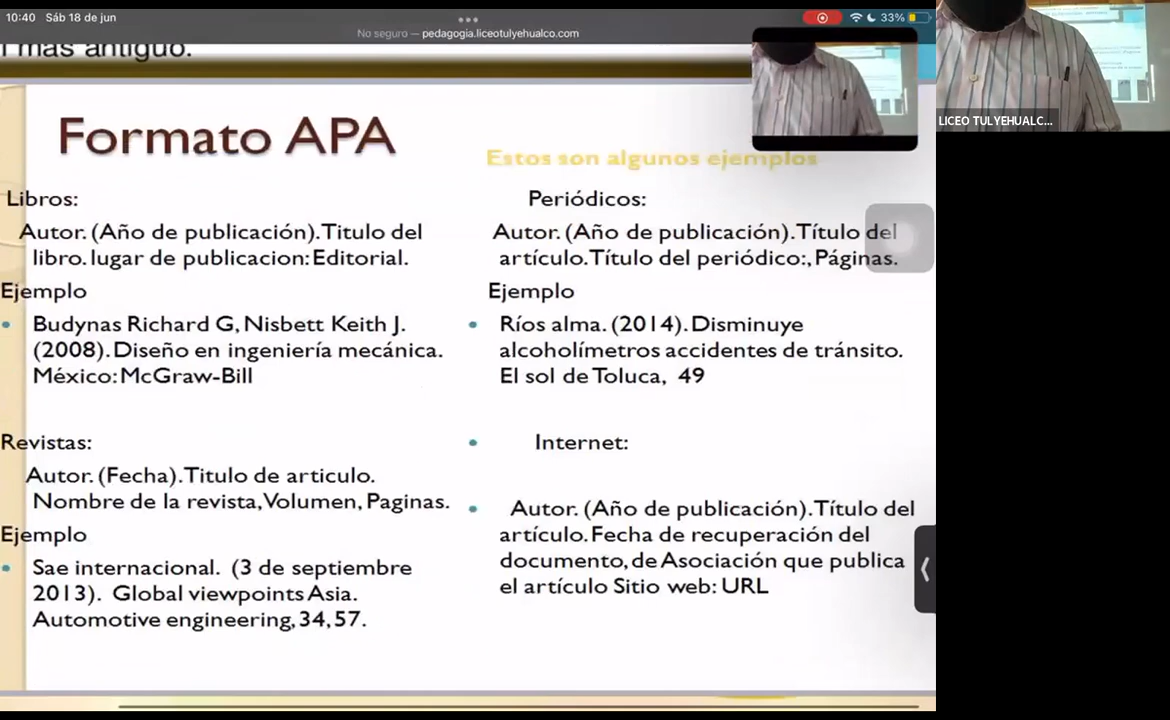 10:40 Sáb 18 de jun
33%
No seguro — pedagogia.liceotulyehualco.com
l más antiguo.
Formato APA
Estos son algunos ejemplos
Libros:
Autor. (Año de publicación). Titulo del
libro. lugar de publicacion: Editorial.
Ejemplo
Budynas Richard G, Nisbett Keith J.
(2008). Diseño en ingeniería mecánica.
México: McGraw-Bill
Revistas:
Autor. (Fecha). Titulo de articulo.
Nombre de la revista, Volumen, Paginas.
Ejemplo
Sae internacional. (3 de septiembre
2013). Global viewpoints Asia.
Automotive engineering, 34, 57.
Periódicos:
Autor. (Año de publicación). Título del
artículo. Título del periódico:, Páginas.
Ejemplo
Ríos alma. (2014). Disminuye
alcoholímetros accidentes de tránsito.
El sol de Toluca, 49
Internet:
Autor. (Año de publicación). Título del
artículo. Fecha de recuperación del
documento, de Asociación que publica
el artículo Sitio web: URL
LICEO TULYEHUALC...